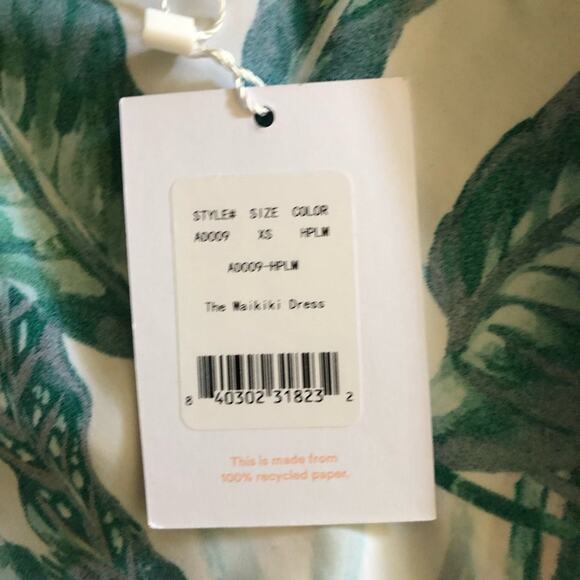 STYLE# SIZE COLOR
A0009 XS HPLM
A0009-HPLM
The Waikiki Dress
8 40302 31823 2
This is made from
100% recycled paper.